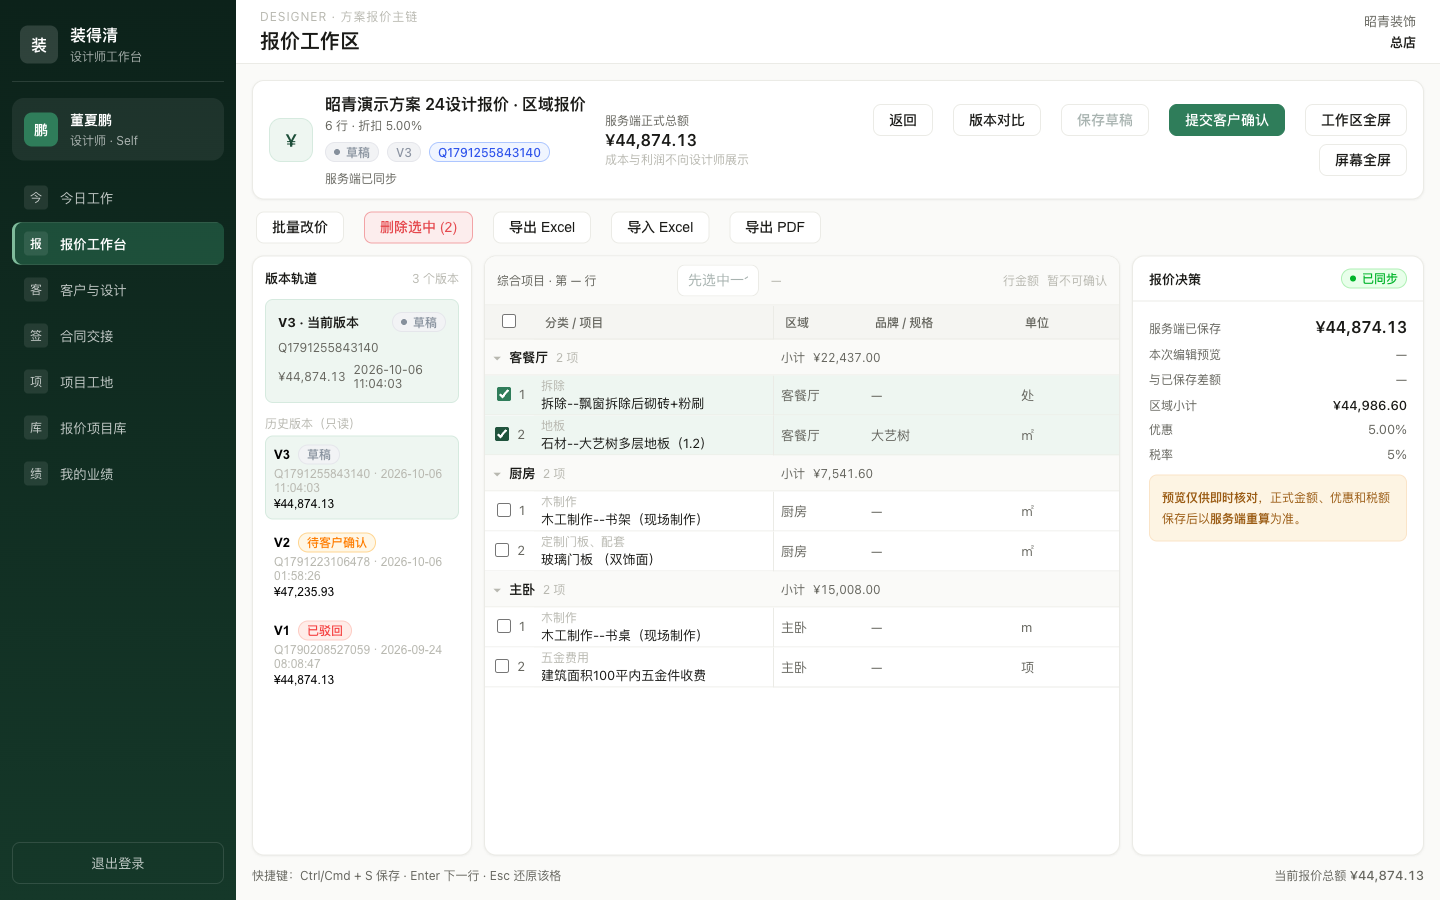 装
装得清
设计师工作台
鹏
董夏鹏
设计师 · Self
今 今日工作
报 报价工作台
客 客户与设计
签 合同交接
项 项目工地
库 报价项目库
绩 我的业绩
退出登录
DESIGNER · 方案报价主链
报价工作区
昭青装饰
总店
¥
昭青演示方案 24设计报价 · 区域报价
6 行 · 折扣 5.00%
草稿 V3 Q1791255843140
服务端已同步
服务端正式总额
¥44,874.13
成本与利润不向设计师展示
返回 版本对比 保存草稿 提交客户确认 工作区全屏
屏幕全屏
批量改价 删除选中 (2) 导出 Excel 导入 Excel 导出 PDF
版本轨道 3 个版本
V3 · 当前版本 草稿
Q1791255843140
¥44,874.13 2026-10-06
11:04:03
历史版本（只读）
V3 草稿
Q1791255843140 · 2026-10-06
11:04:03
¥44,874.13
V2 待客户确认
Q1791223106478 · 2026-10-06
01:58:26
¥47,235.93
V1 已驳回
Q1790208527059 · 2026-09-24
08:08:47
¥44,874.13
综合项目 · 第 — 行 先选中一 — 行金额 暂不可确认
分类 / 项目 区域 品牌 / 规格 单位
客餐厅 2 项 小计 ¥22,437.00
拆除
1 拆除--飘窗拆除后砌砖+粉刷 客餐厅 — 处
地板
2 石材--大艺树多层地板（1.2） 客餐厅 大艺树 ㎡
厨房 2 项 小计 ¥7,541.60
木制作
1 木工制作--书架（现场制作） 厨房 — ㎡
定制门板、配套
2 玻璃门板 （双饰面） 厨房 — ㎡
主卧 2 项 小计 ¥15,008.00
木制作
1 木工制作--书桌（现场制作） 主卧 — m
五金费用
2 建筑面积100平内五金件收费 主卧 — 项
报价决策 已同步
服务端已保存 ¥44,874.13
本次编辑预览 —
与已保存差额 —
区域小计 ¥44,986.60
优惠 5.00%
税率 5%
预览仅供即时核对，正式金额、优惠和税额
保存后以服务端重算为准。
快捷键：Ctrl/Cmd + S 保存 · Enter 下一行 · Esc 还原该格
当前报价总额 ¥44,874.13